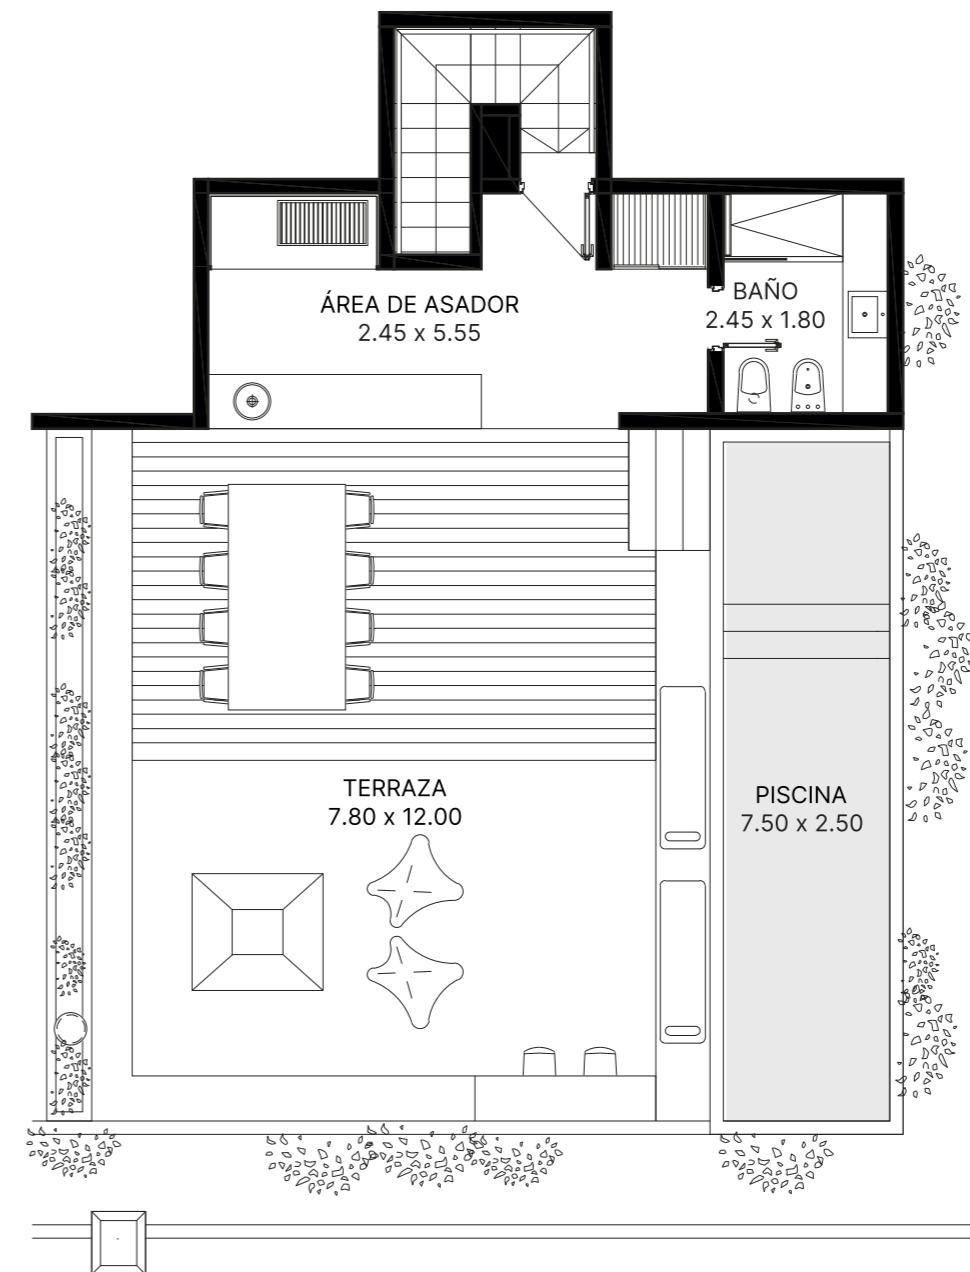 ÁREA DE ASADOR
2.45 x 5.55
BAÑO
2.45 x 1.80
TERRAZA
7.80 x 12.00
PISCINA
7.50 x 2.50